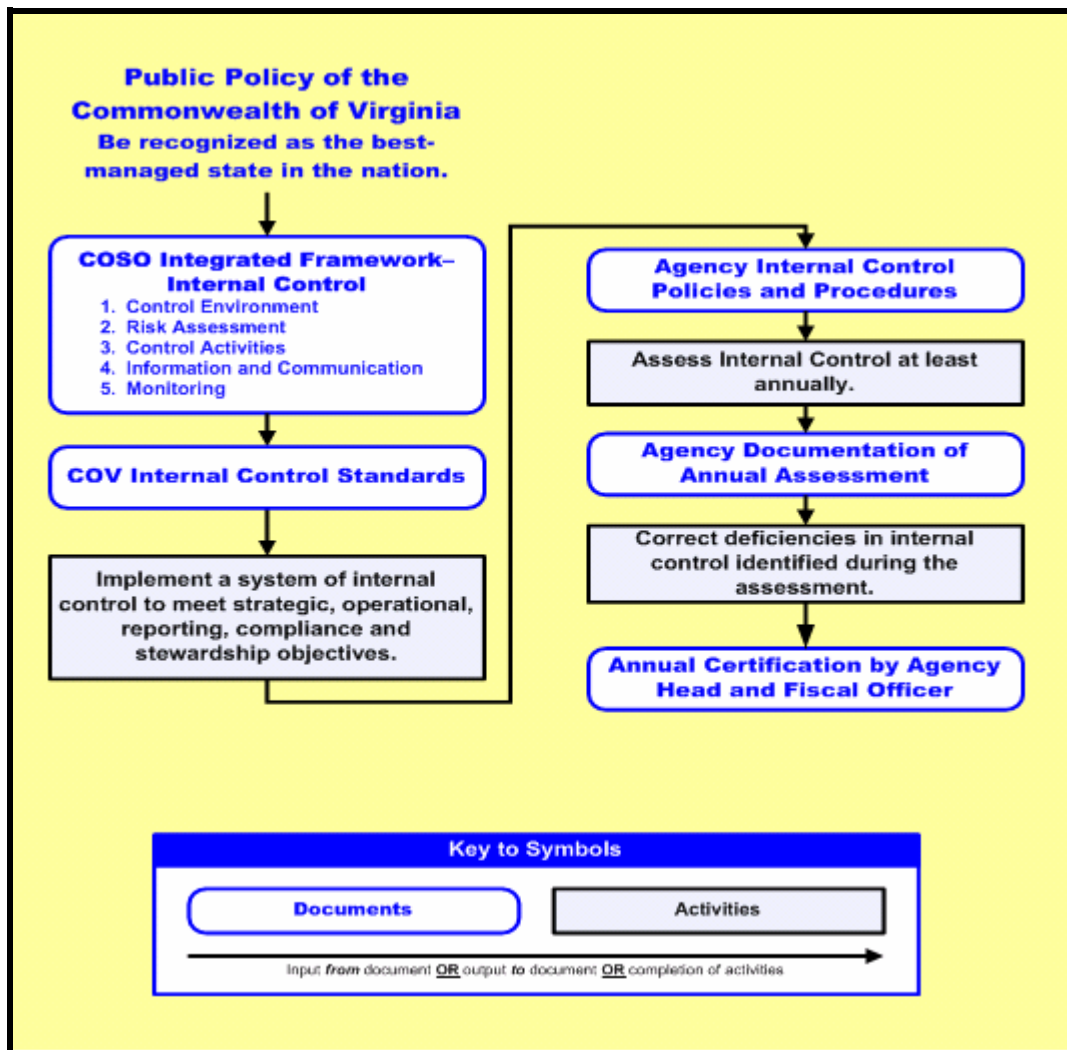 Public Policy of the
Commonwealth of Virginia
Be recognized as the best-
managed state in the nation.
COSO Integrated Framework–
Internal Control
1. Control Environment
2. Risk Assessment
3. Control Activities
4. Information and Communication
5. Monitoring
COV Internal Control Standards
Implement a system of internal
control to meet strategic, operational,
reporting, compliance and
stewardship objectives.
Agency Internal Control
Policies and Procedures
Assess Internal Control at least
annually.
Agency Documentation of
Annual Assessment
Correct deficiencies in internal
control identified during the
assessment.
Annual Certification by Agency
Head and Fiscal Officer
Key to Symbols
Documents
Activities
Input from document OR output to document OR completion of activities